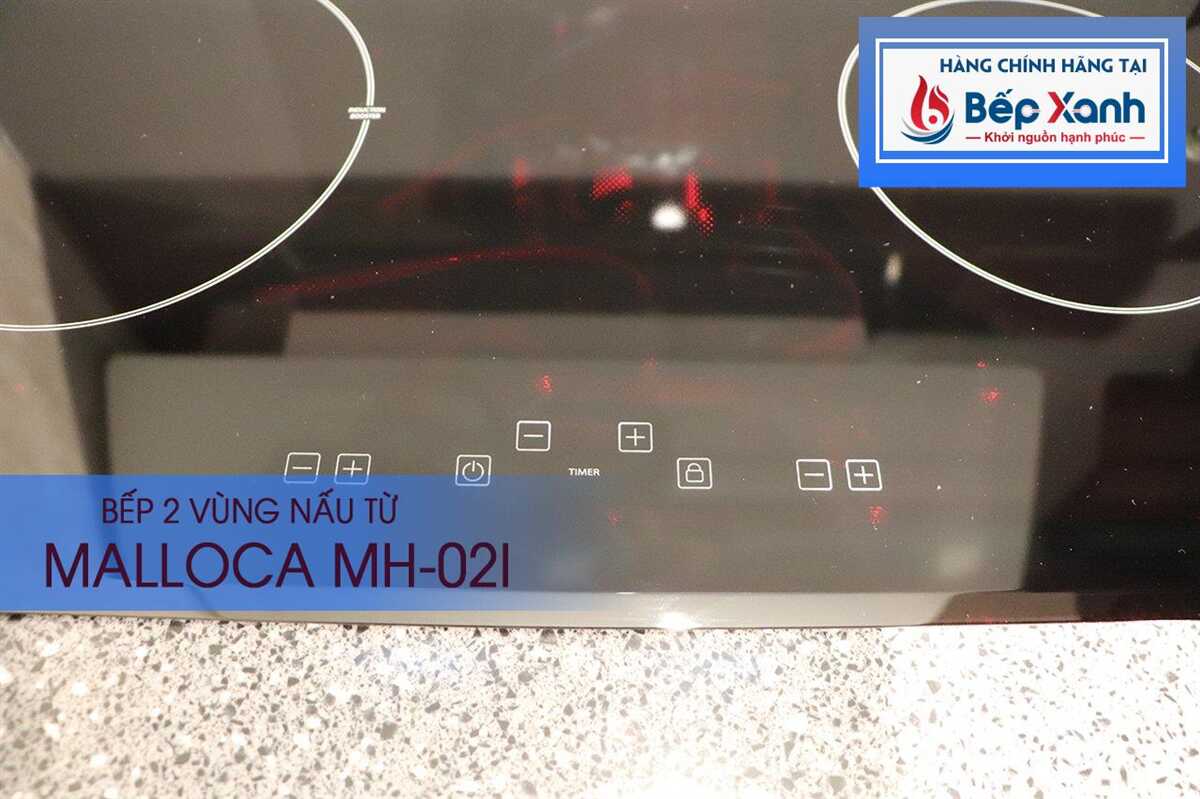 HÀNG CHÍNH HÃNG TẠI
Bếp Xanh
Khởi nguồn hạnh phúc
INDUCTION
BOOSTER
TIMER
BẾP 2 VÙNG NẤU TỪ
MALLOCA MH-02I